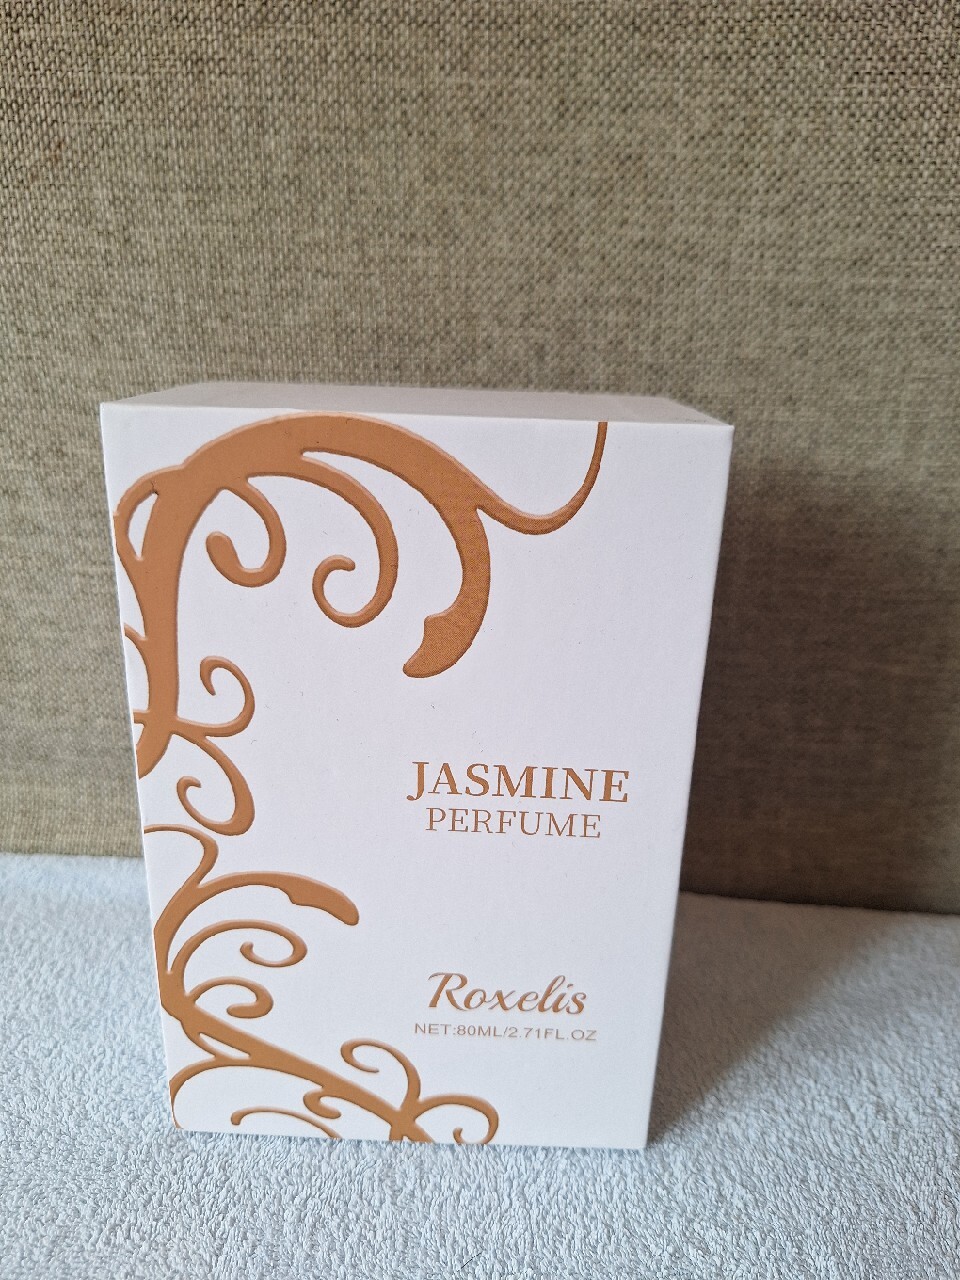 JASMINE
PERFUME
Roxelis
NET:80ML/2.71FL.OZ